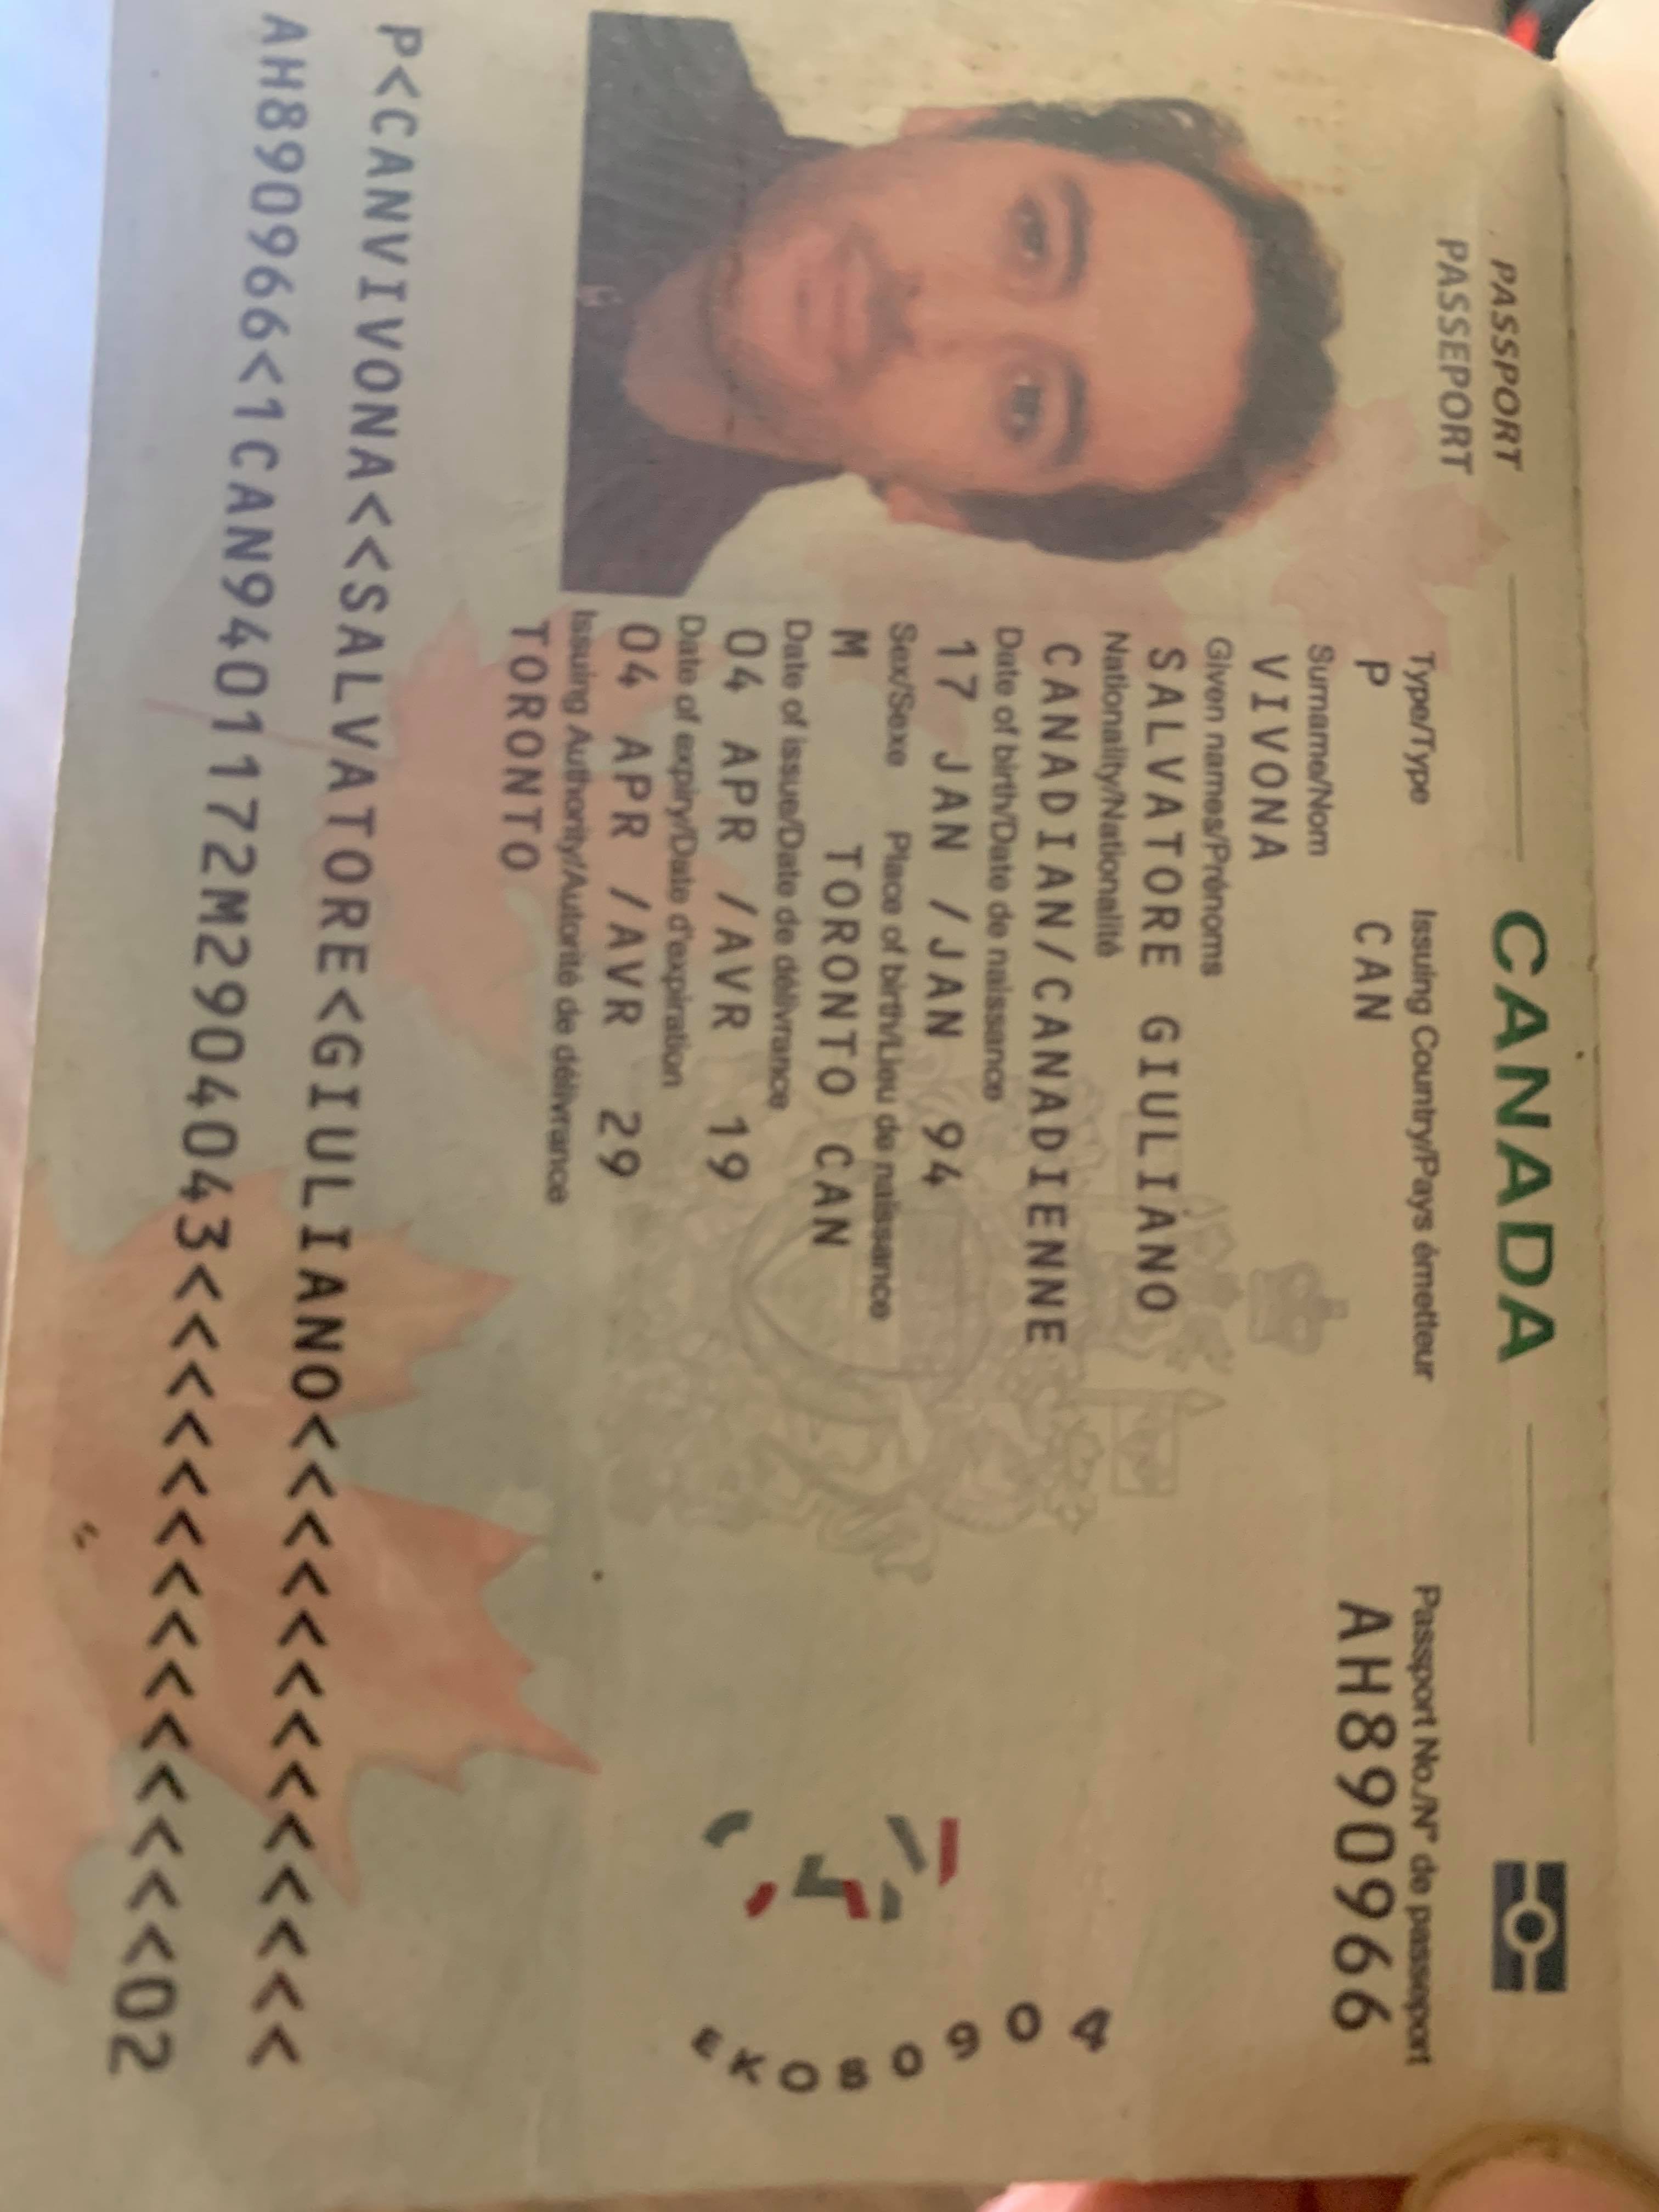 PASSPORT
PASSEPORT
CANADA
Type/Type
Issuing Country/Pays émetteur
Passport No./N° de passeport
P
CAN
AH890966
Surname/Nom
VIVONA
Given names/Prénoms
SALVATORE GIULIANO
Nationality/Nationalité
CANADIAN/CANADIENNE
Date of birth/Date de naissance
17 JAN /JAN 94
Sex/Sexe
Place of birth/Lieu de naissance
M
TORONTO CAN
Date of issue/Date de délivrance
04 APR /AVR 19
Date of expiry/Date d'expiration
04 APR /AVR 29
Issuing Authority/Autorité de délivrance
TORONTO
P<CANVIVONA<<SALVATORE<GIULIANO<<<<<<<<<<<<<
AH890966<1CAN9401172M2904043<<<<<<<<<<<<<<02